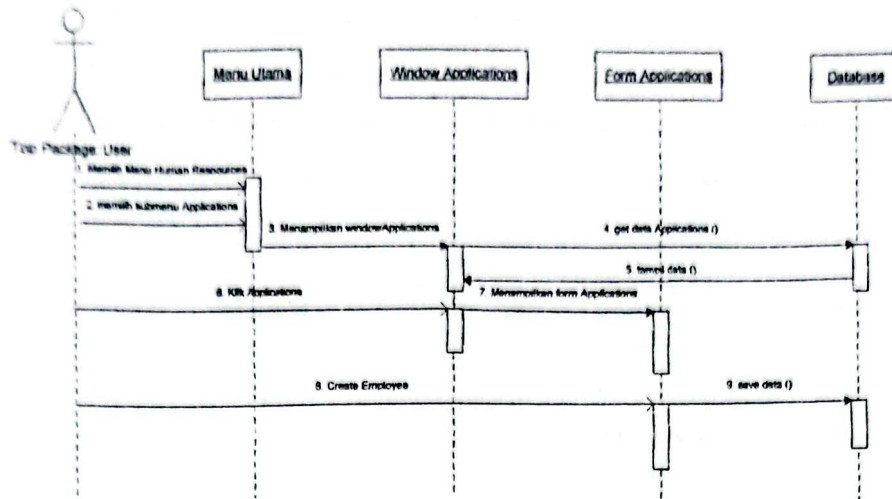 Menu Utama
Window Applications
Form Applications
Database
Top Package: User
1. Memilih Menu Human Resources
2. memilih submenu Applications
3. Menampilkan windowApplications
4. get data Applications ()
5. tampil data ()
6. Klik Applications
7. Menampilkan form Applications
8. Create Employee
9. save data ()